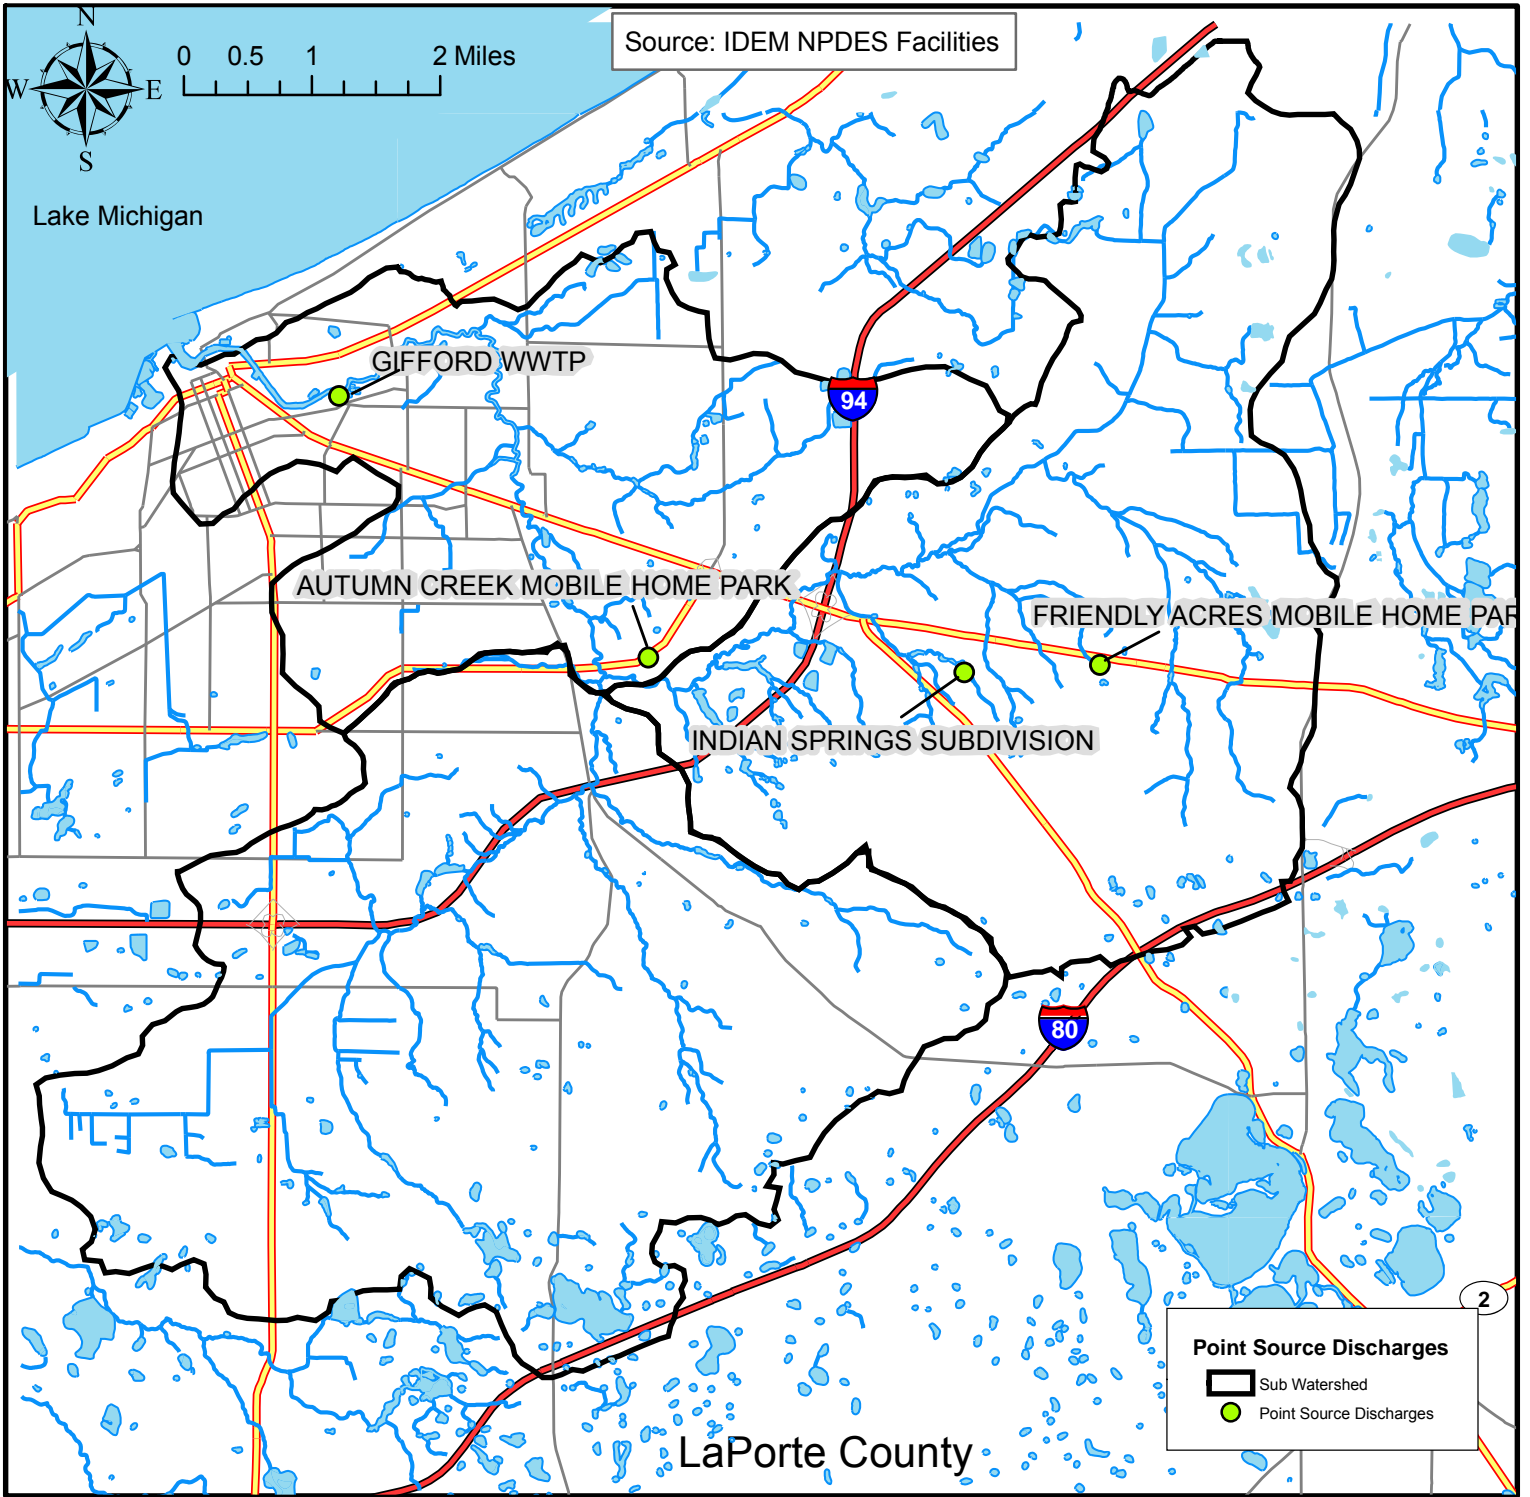 N
W
E
S
0 0.5 1 2 Miles
Source: IDEM NPDES Facilities
Lake Michigan
GIFFORD WWTP
94
AUTUMN CREEK MOBILE HOME PARK
FRIENDLY ACRES MOBILE HOME PAR
INDIAN SPRINGS SUBDIVISION
80
2
Point Source Discharges
Sub Watershed
Point Source Discharges
LaPorte County